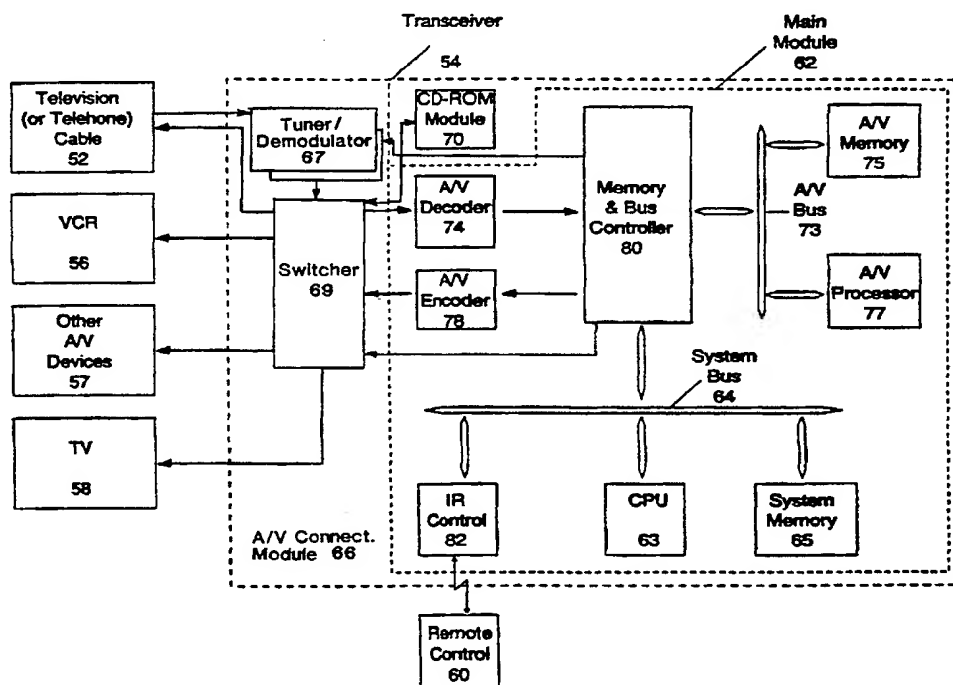 Transceiver
54
Main
Module
62
Television
(or Telehone)
Cable
52
Tuner/
Demodulator
67
CD-ROM
Module
70
VCR
56
Switcher
69
A/V
Decoder
74
A/V
Encoder
78
Memory
& Bus
Controller
80
A/V
Memory
75
A/V
Bus
73
A/V
Processor
77
Other
A/V
Devices
57
TV
58
System
Bus
64
A/V Connect.
Module 66
IR
Control
82
CPU
63
System
Memory
65
Remote
Control
60